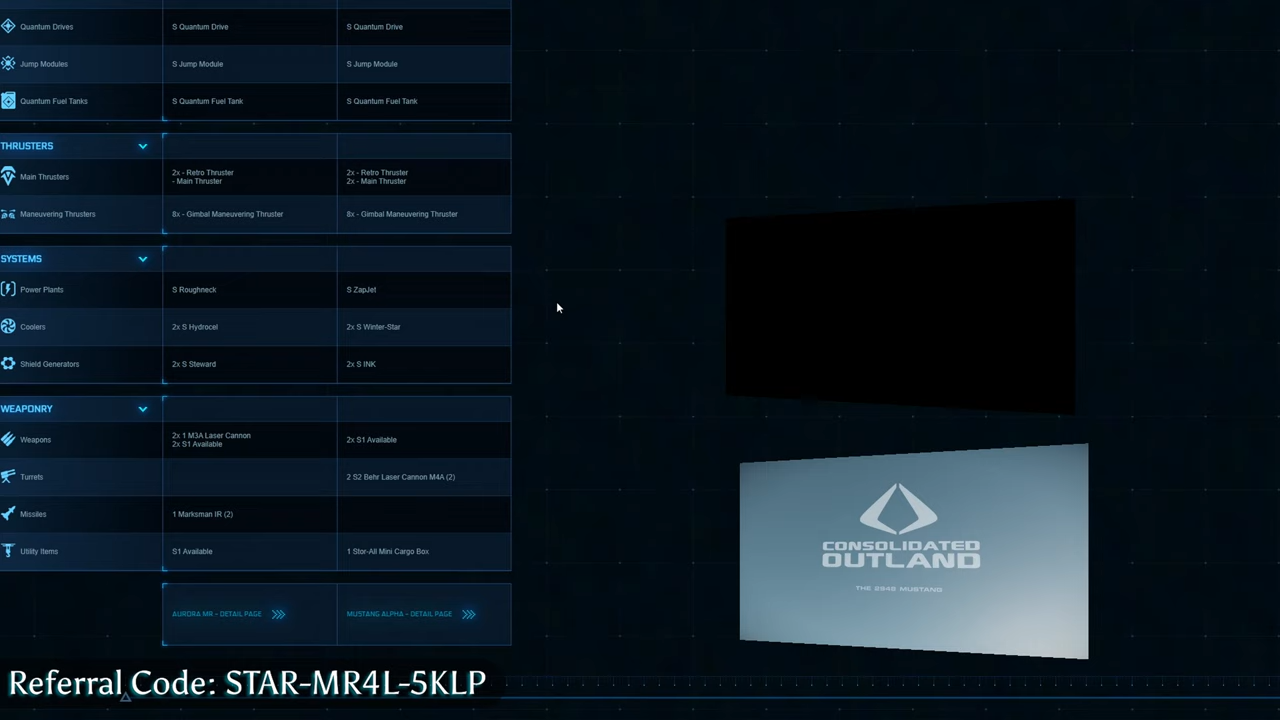 Quantum Drives
S Quantum Drive
S Quantum Drive
Jump Modules
S Jump Module
S Jump Module
Quantum Fuel Tanks
S Quantum Fuel Tank
S Quantum Fuel Tank
THRUSTERS
Main Thrusters
2x - Retro Thruster
- Main Thruster
2x - Retro Thruster
2x - Main Thruster
Maneuvering Thrusters
8x - Gimbal Maneuvering Thruster
8x - Gimbal Maneuvering Thruster
SYSTEMS
Power Plants
S Roughneck
S ZapJet
Coolers
2x S Hydrocel
2x S Winter-Star
Shield Generators
2x S Steward
2x S INK
WEAPONRY
Weapons
2x 1 M3A Laser Cannon
2x S1 Available
2x S1 Available
Turrets
2 S2 Behr Laser Cannon M4A (2)
Missiles
1 Marksman IR (2)
Utility Items
S1 Available
1 Stor-All Mini Cargo Box
AURORA MR - DETAIL PAGE
MUSTANG ALPHA - DETAIL PAGE
CONSOLIDATED
OUTLAND
THE 2948 MUSTANG
Referral Code: STAR-MR4L-5KLP